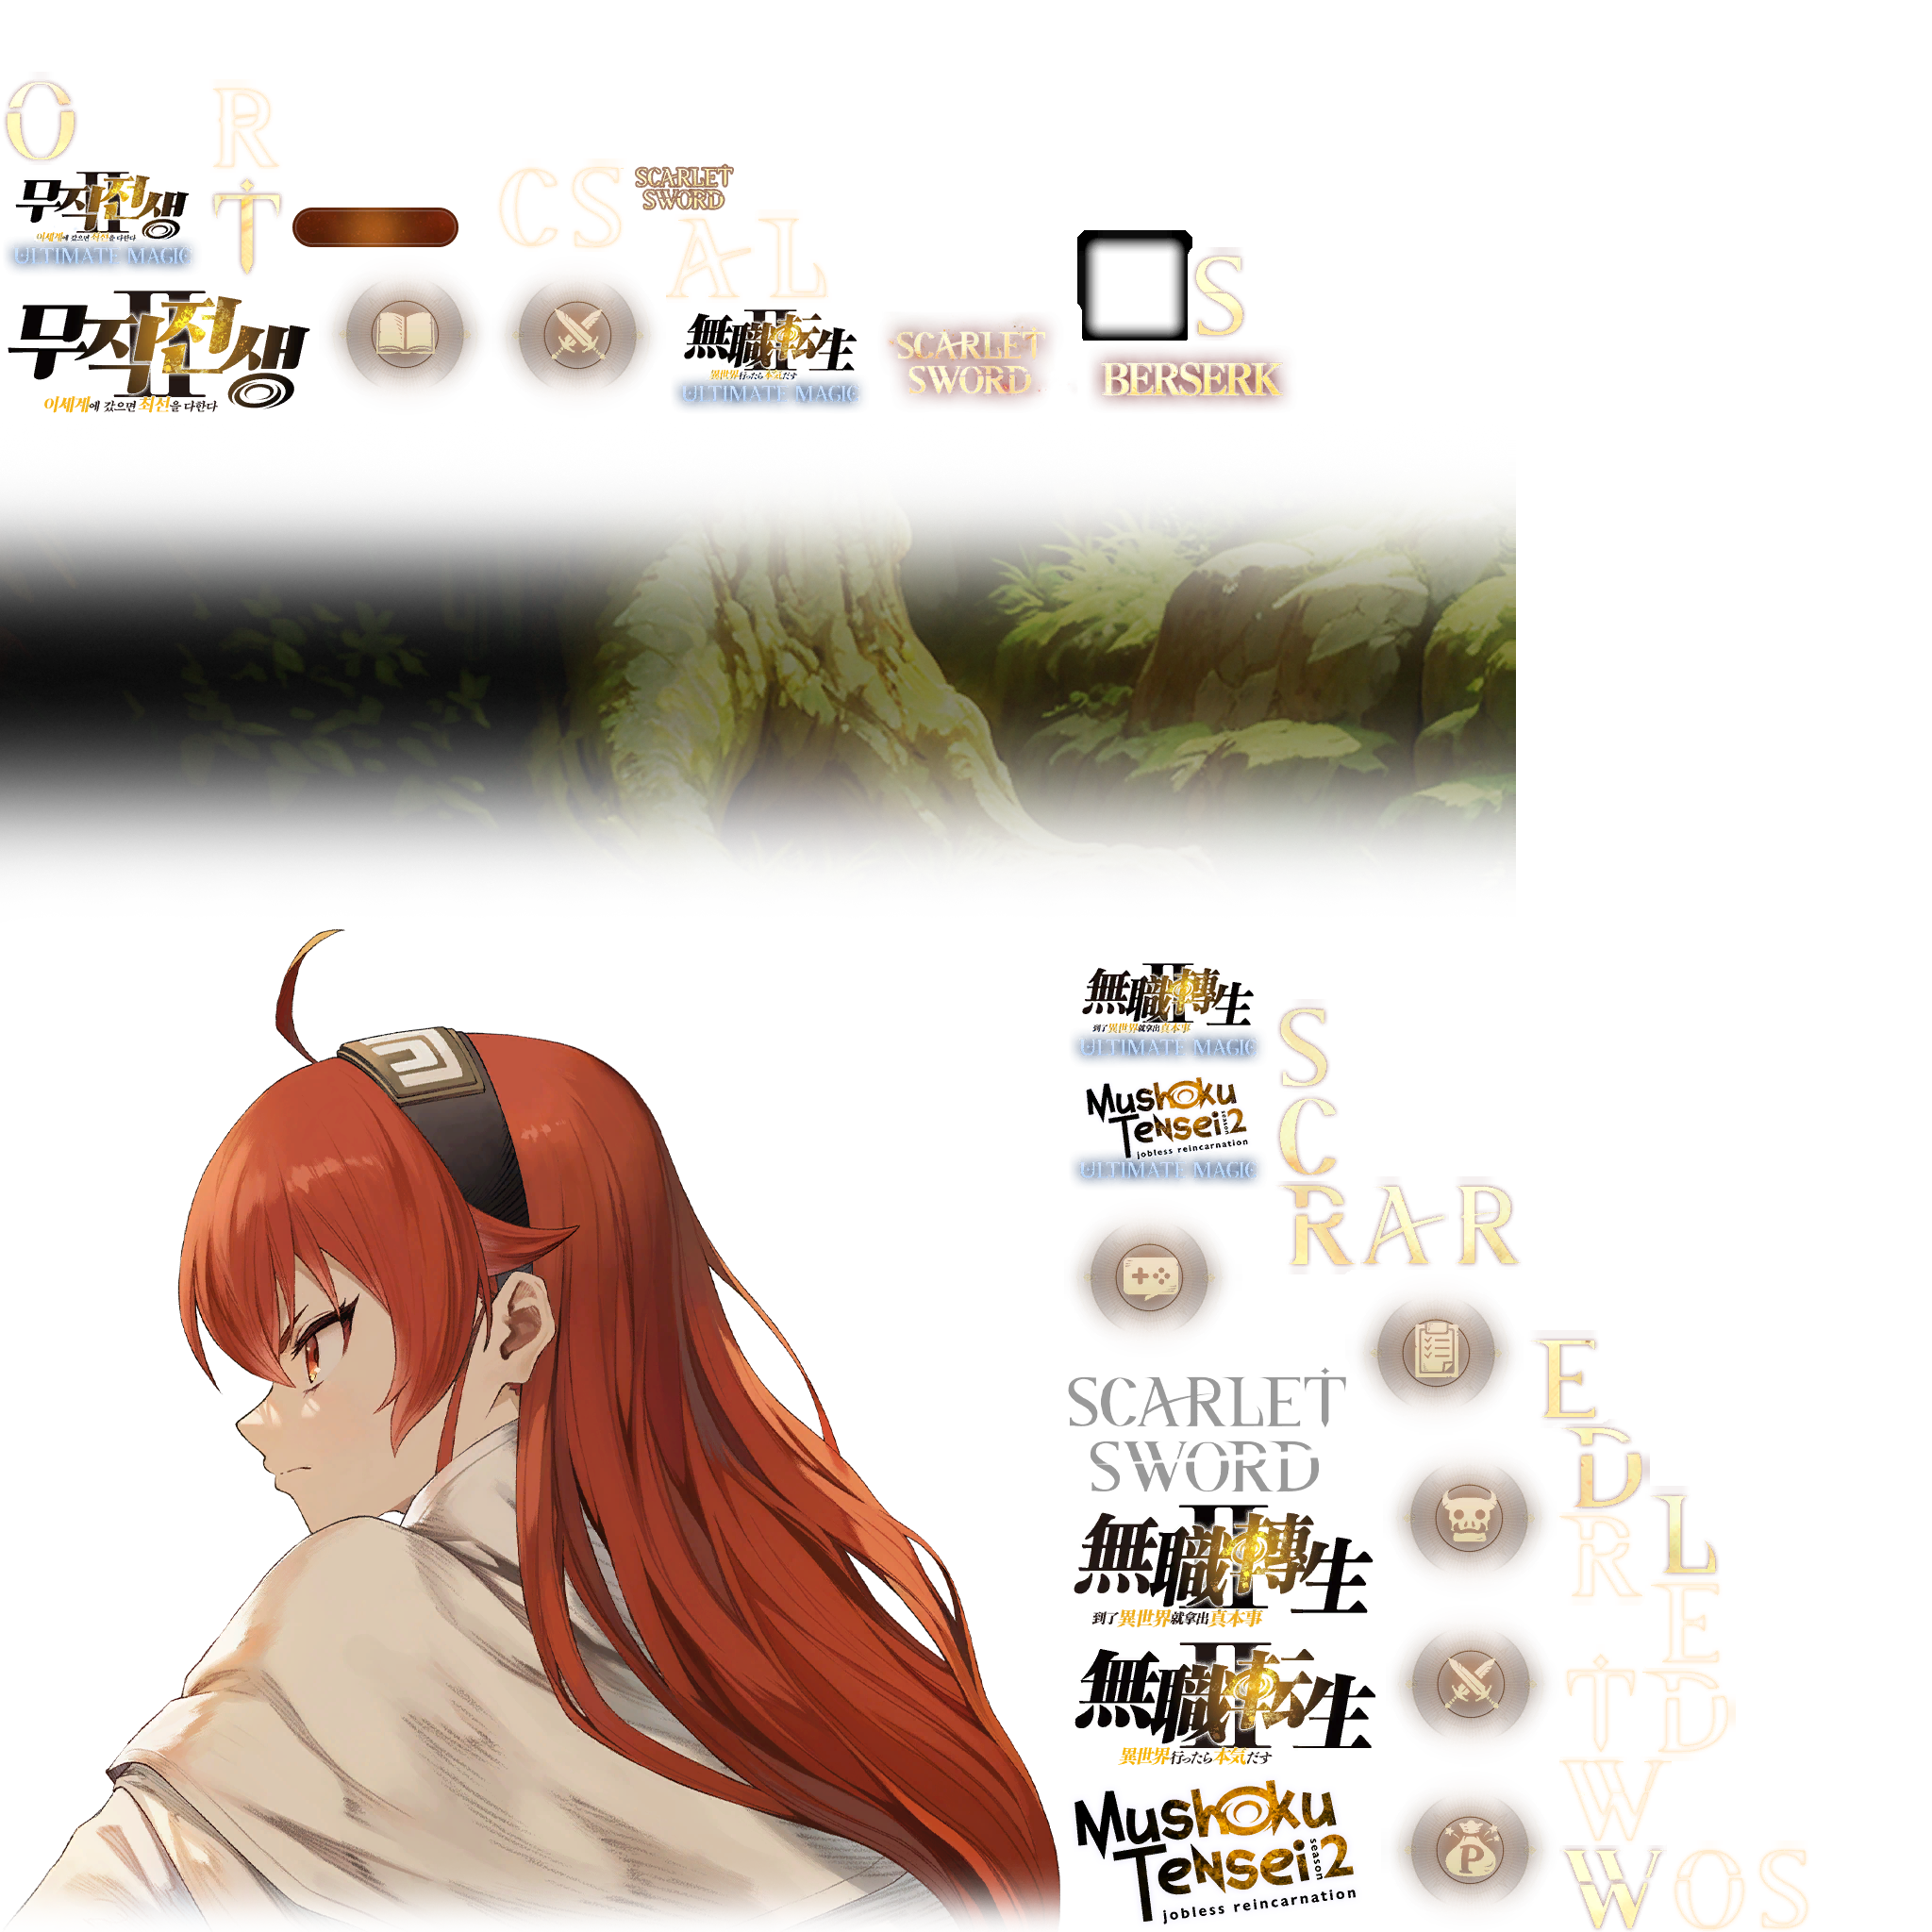 O
R
무직전생 II
이세계에 갔으면 최선을 다한다
ULTIMATE MAGIC
T
C S
SCARLET
SWORD
A L
S
무직전생 II
이세계에 갔으면 최선을 다한다
無職転生 II
異世界行ったら本気だす
ULTIMATE MAGIC
SCARLET
SWORD
BERSERK
無職轉生 II
到了異世界就拿出真本事
ULTIMATE MAGIC
S
Mushoku
Tensei season 2
jobless reincarnation
ULTIMATE MAGIC
C
R A R
SCARLET
SWORD
E
D
L
R
E
無職轉生 II
到了異世界就拿出真本事
無職転生 II
異世界行ったら本気だす
T D
W
Mushoku
Tensei season 2
jobless reincarnation
P
W O S